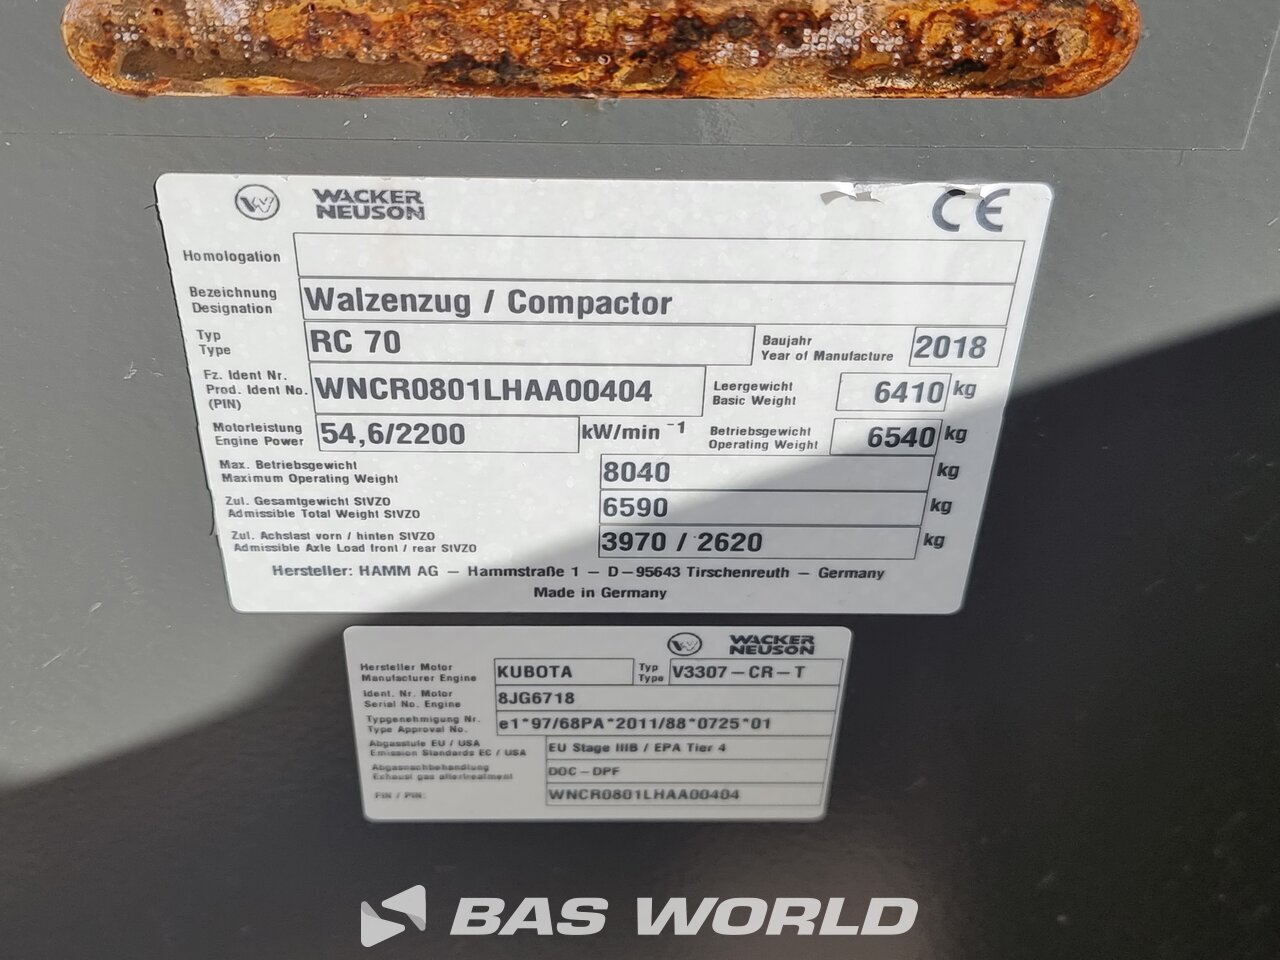 WACKER NEUSON CE
Homologation
Bezeichnung
Designation
Walzenzug / Compactor
Typ
Type
RC 70
Baujahr
Year of Manufacture
2018
Fz. Ident Nr.
Prod. Ident No.
(PIN)
WNCR0801LHAA00404
Leergewicht
Basic Weight
6410 kg
Motorleistung
Engine Power
54,6/2200 kW/min -1
Betriebsgewicht
Operating Weight
6540 kg
Max. Betriebsgewicht
Maximum Operating Weight
8040 kg
Zul. Gesamtgewicht StVZO
Admissible Total Weight StVZO
6590 kg
Zul. Achslast vorn / hinten StVZO
Admissible Axle Load front / rear StVZO
3970 / 2620 kg
Hersteller: HAMM AG – Hammstraße 1 – D–95643 Tirschenreuth – Germany
Made in Germany
WACKER NEUSON
Hersteller Motor
Manufacturer Engine
KUBOTA
Typ
Type
V3307–CR–T
Ident. Nr. Motor
Serial No. Engine
8JG6718
Typgenehmigung Nr.
Type Approval No.
e1*97/68PA*2011/88*0725*01
Abgasstufe EU / USA
Emission Standards EC / USA
EU Stage IIIB / EPA Tier 4
Abgasnachbehandlung
Exhaust gas aftertreatment
DOC–DPF
FIN / PIN:
WNCR0801LHAA00404
BAS WORLD